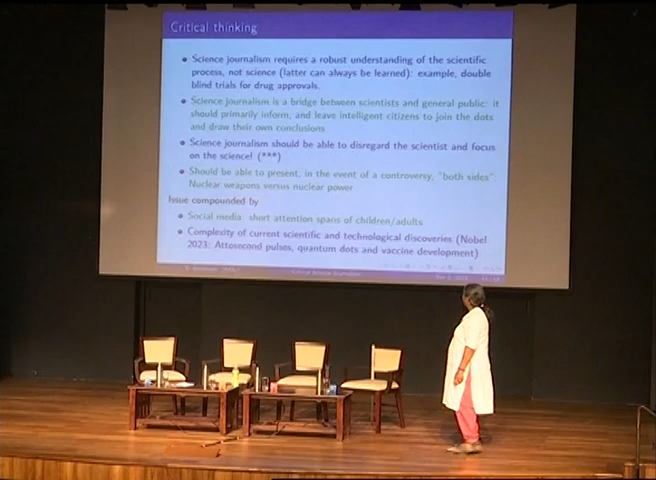 Critical thinking
Science journalism requires a robust understanding of the scientific
process, not science (latter can always be learned): example, double
blind trials for drug approvals.
Science journalism is a bridge between scientists and general public: it
should primarily inform, and leave intelligent citizens to join the dots
and draw their own conclusions
Science journalism should be able to disregard the scientist and focus
on the science! (***)
Should be able to present, in the event of a controversy, "both sides":
Nuclear weapons versus nuclear power
Issue compounded by
Social media: short attention spans of children/adults
Complexity of current scientific and technological discoveries (Nobel
2023: Attosecond pulses, quantum dots and vaccine development)
Critical Science Journalism